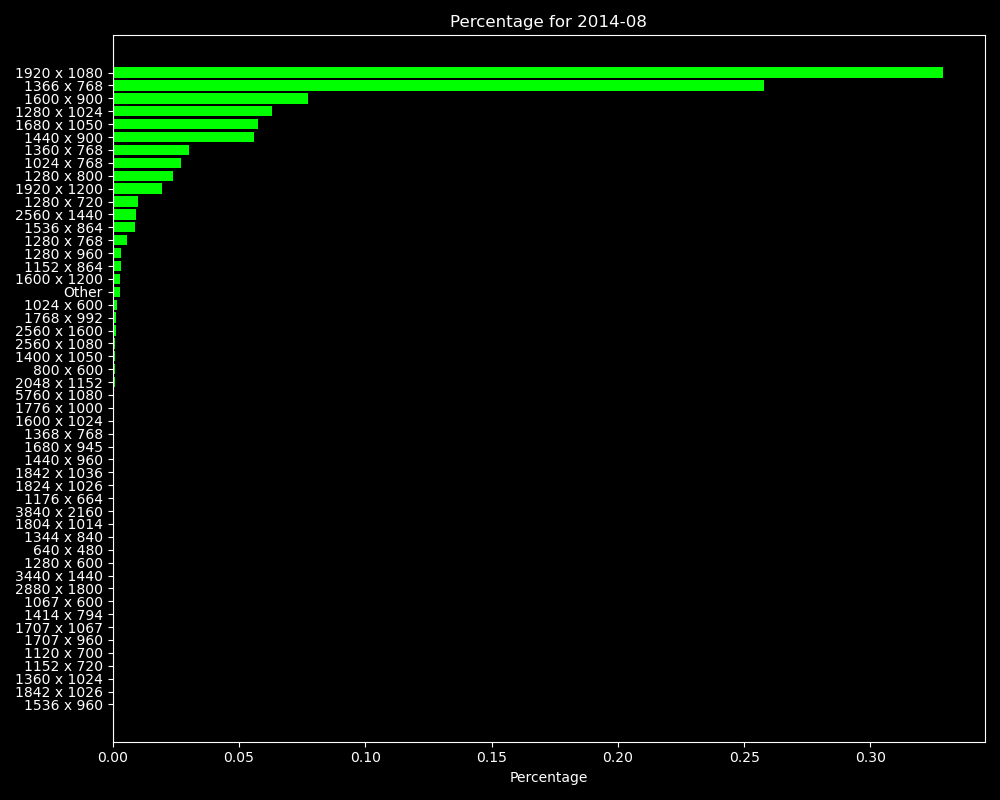 Percentage for 2014-08
1920 x 1080
1366 x 768
1600 x 900
1280 x 1024
1680 x 1050
1440 x 900
1360 x 768
1024 x 768
1280 x 800
1920 x 1200
1280 x 720
2560 x 1440
1536 x 864
1280 x 768
1280 x 960
1152 x 864
1600 x 1200
Other
1024 x 600
1768 x 992
2560 x 1600
2560 x 1080
1400 x 1050
800 x 600
2048 x 1152
5760 x 1080
1776 x 1000
1600 x 1024
1368 x 768
1680 x 945
1440 x 960
1842 x 1036
1824 x 1026
1176 x 664
3840 x 2160
1804 x 1014
1344 x 840
640 x 480
1280 x 600
3440 x 1440
2880 x 1800
1067 x 600
1414 x 794
1707 x 1067
1707 x 960
1120 x 700
1152 x 720
1360 x 1024
1842 x 1026
1536 x 960
0.00 0.05 0.10 0.15 0.20 0.25 0.30
Percentage